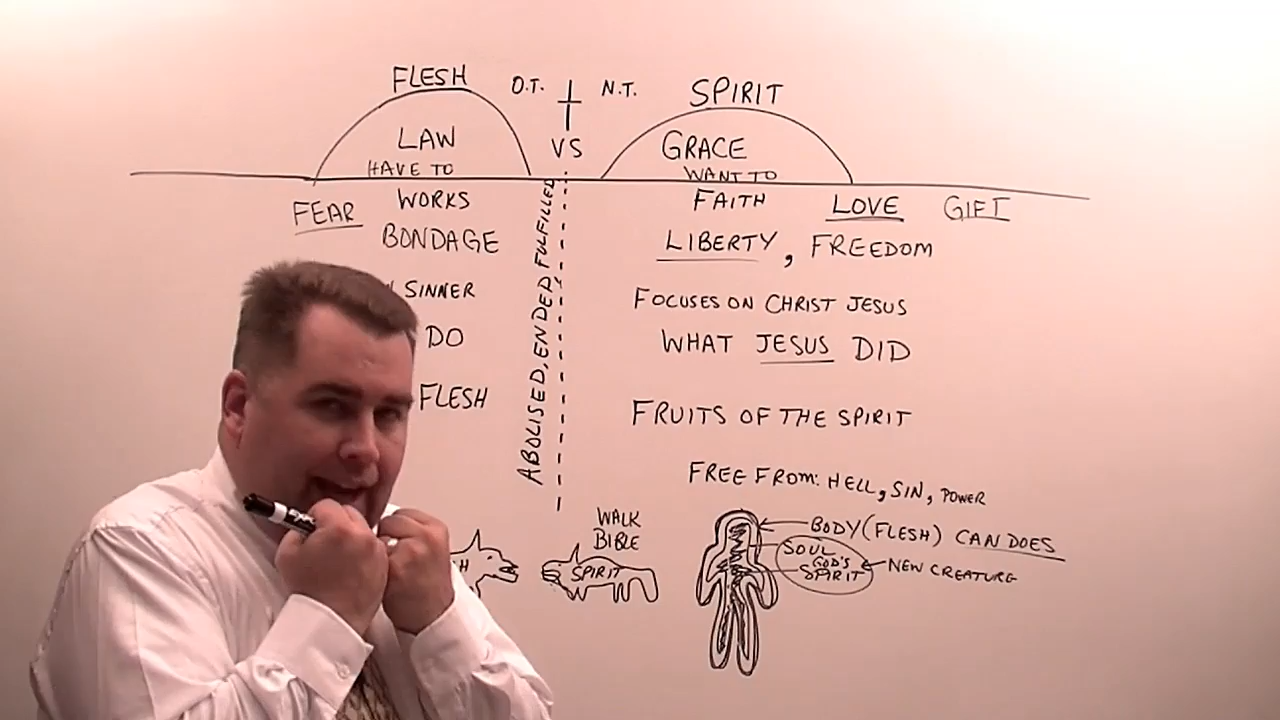 FLESH
O.T.
N.T.
SPIRIT
LAW
HAVE TO
VS
GRACE
WANT TO
FEAR
WORKS
BONDAGE
SINNER
DO
FLESH
ABOLISED, ENDED, FULFILLED
FAITH
LOVE
GIFT
LIBERTY, FREEDOM
FOCUSES ON CHRIST JESUS
WHAT JESUS DID
FRUITS OF THE SPIRIT
FREE FROM: HELL, SIN, POWER
WALK
BIBLE
H
SPIRIT
BODY (FLESH) CAN DOES
SOUL
GOD'S
SPIRIT
NEW CREATURE